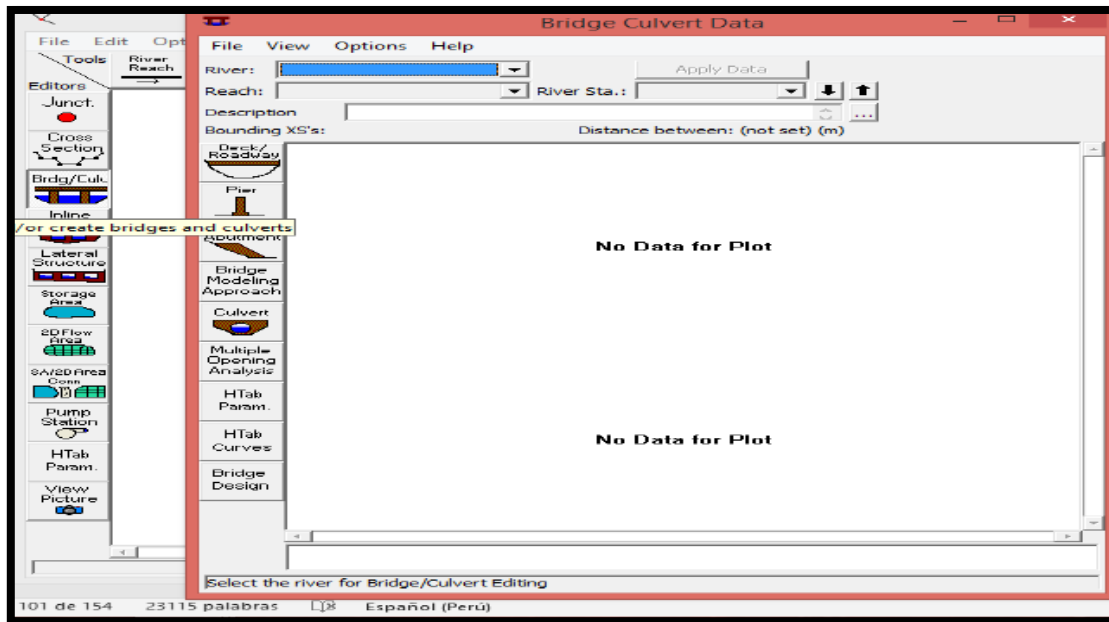 Bridge Culvert Data
File Edit Opt
File View Options Help
Tools
River
Reach
Editors
River:
Apply Data
Reach:
River Sta.:
Description
...
Bounding XS's:
Distance between: (not set) (m)
Junct.
Cross
Section
Brdg/Culv
Inline
/or create bridges and culverts
Lateral
Structure
Storage
Area
2D Flow
Area
SA/2D Area
Conn
Pump
Station
HTab
Param.
View
Picture
Deck/
Roadway
Pier
Abutment
Bridge
Modeling
Approach
Culvert
Multiple
Opening
Analysis
HTab
Param.
HTab
Curves
Bridge
Design
No Data for Plot
No Data for Plot
Select the river for Bridge/Culvert Editing
101 de 154 23115 palabras Español (Perú)